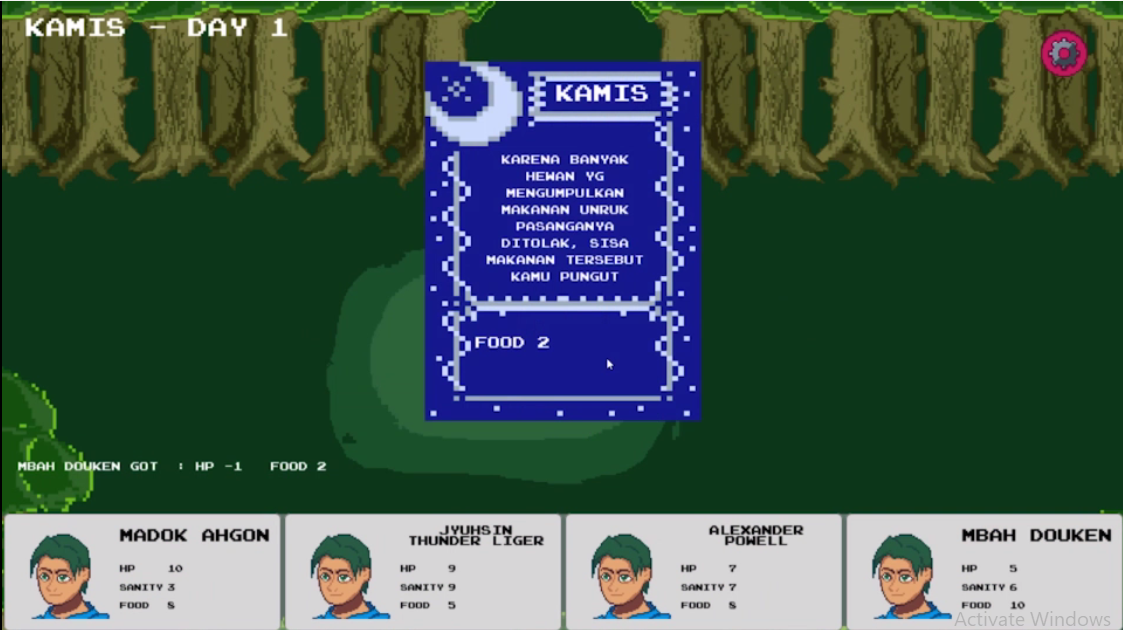 KAMIS - DAY 1
KAMIS
KARENA BANYAK
HEWAN YG
MENGUMPULKAN
MAKANAN UNRUK
PASANGANYA
DITOLAK, SISA
MAKANAN TERSEBUT
KAMU PUNGUT
FOOD 2
MBAH DOUKEN GOT : HP -1 FOOD 2
MADOK AHGON
HP 10
SANITY 3
FOOD 8
JYUHSIN
THUNDER LIGER
HP 9
SANITY 9
FOOD 5
ALEXANDER
POWELL
HP 7
SANITY 7
FOOD 8
MBAH DOUKEN
HP 5
SANITY 6
FOOD 10
Activate Windows